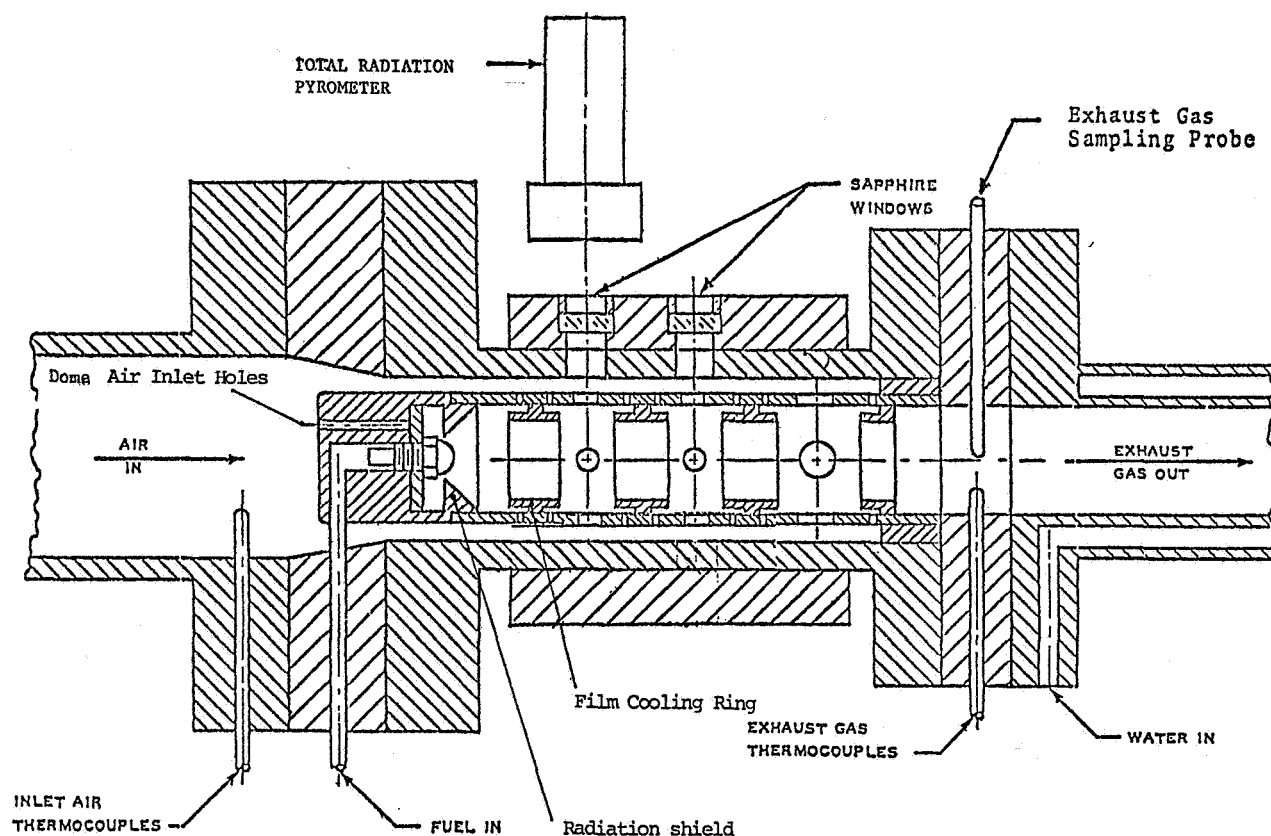 TOTAL RADIATION
PYROMETER
Exhaust Gas
Sampling Probe
SAPPHIRE
WINDOWS
Dome Air Inlet Holes
AIR
IN
EXHAUST
GAS OUT
Film Cooling Ring
EXHAUST GAS
THERMOCOUPLES
WATER IN
INLET AIR
THERMOCOUPLES
FUEL IN
Radiation shield